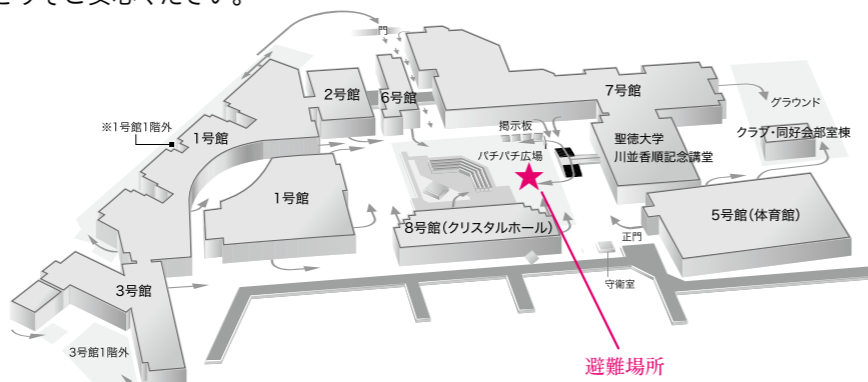 2号館
6号館
7号館
グラウンド
掲示板
クラブ・同好会部室棟
※1号館1階外
1号館
聖徳大学
川並香順記念講堂
パチパチ広場
1号館
8号館(クリスタルホール)
5号館(体育館)
正門
守衛室
3号館
3号館1階外
避難場所